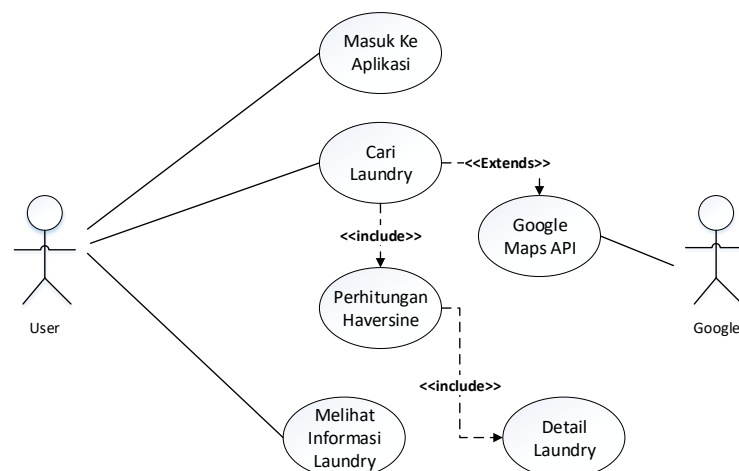 Masuk Ke
Aplikasi
Cari
Laundry
<<Extends>>
<<include>>
Google
Maps API
User
Google
Perhitungan
Haversine
<<include>>
Melihat
Informasi
Laundry
Detail
Laundry